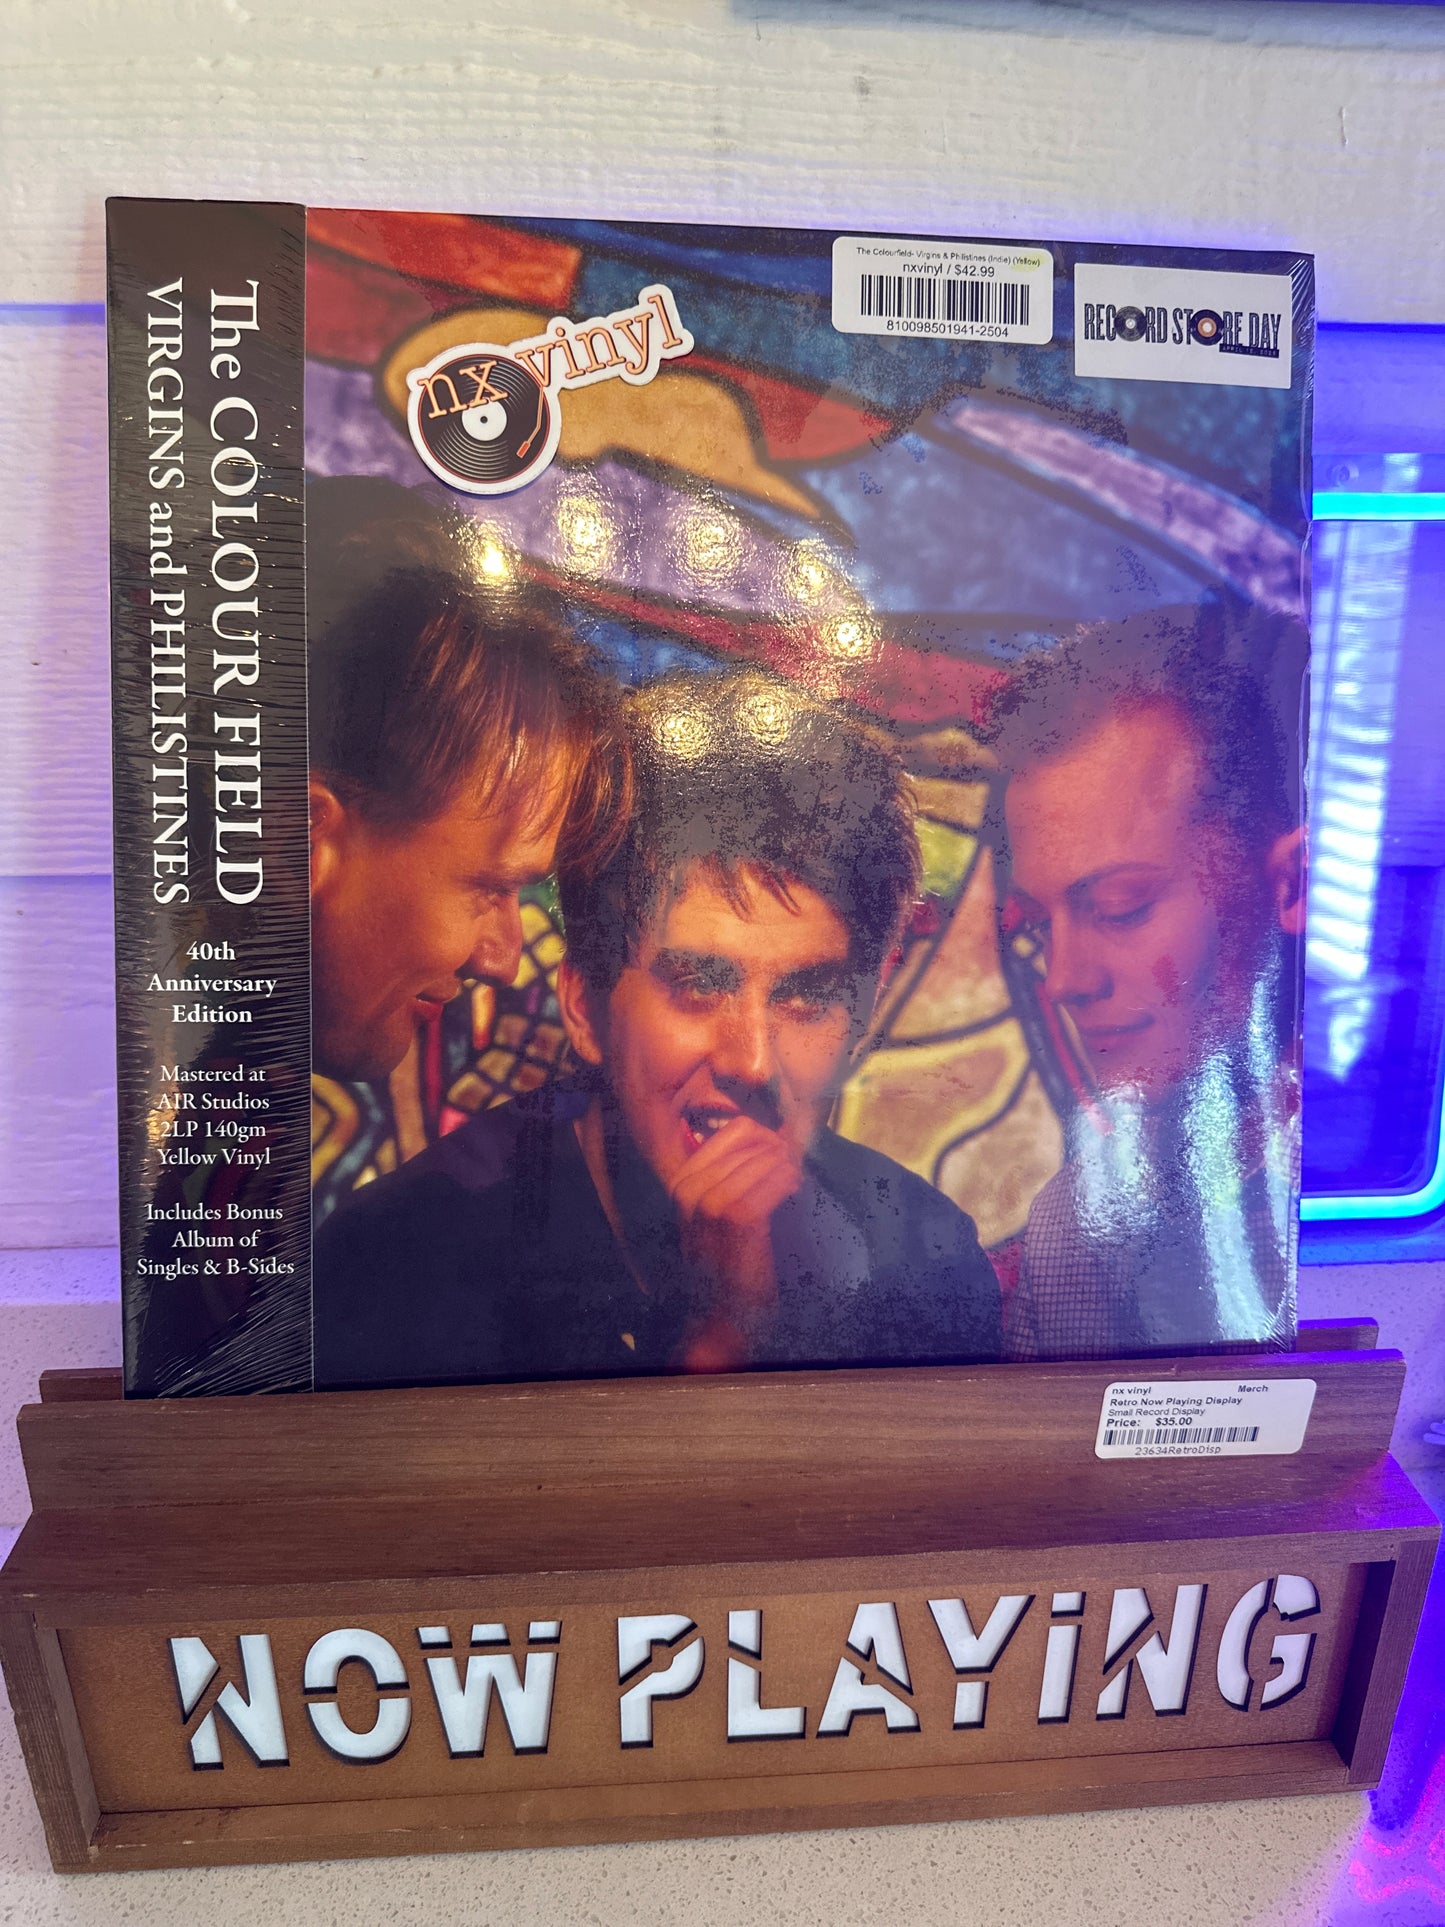 The COLOUR FIELD
VIRGINS and PHILISTINES
40th
Anniversary
Edition
Mastered at
AIR Studios
2LP 140gm
Yellow Vinyl
Includes Bonus
Album of
Singles & B-Sides
nx vinyl
The Colourfield- Virgins & Philistines (Indie) (Yellow)
nxvinyl / $42.99
810098501941-2504
RECORD STORE DAY
nx vinyl Merch
Retro Now Playing Display
Small Record Display
Price: $35.00
23634RetroDisp
NOW PLAYiNG